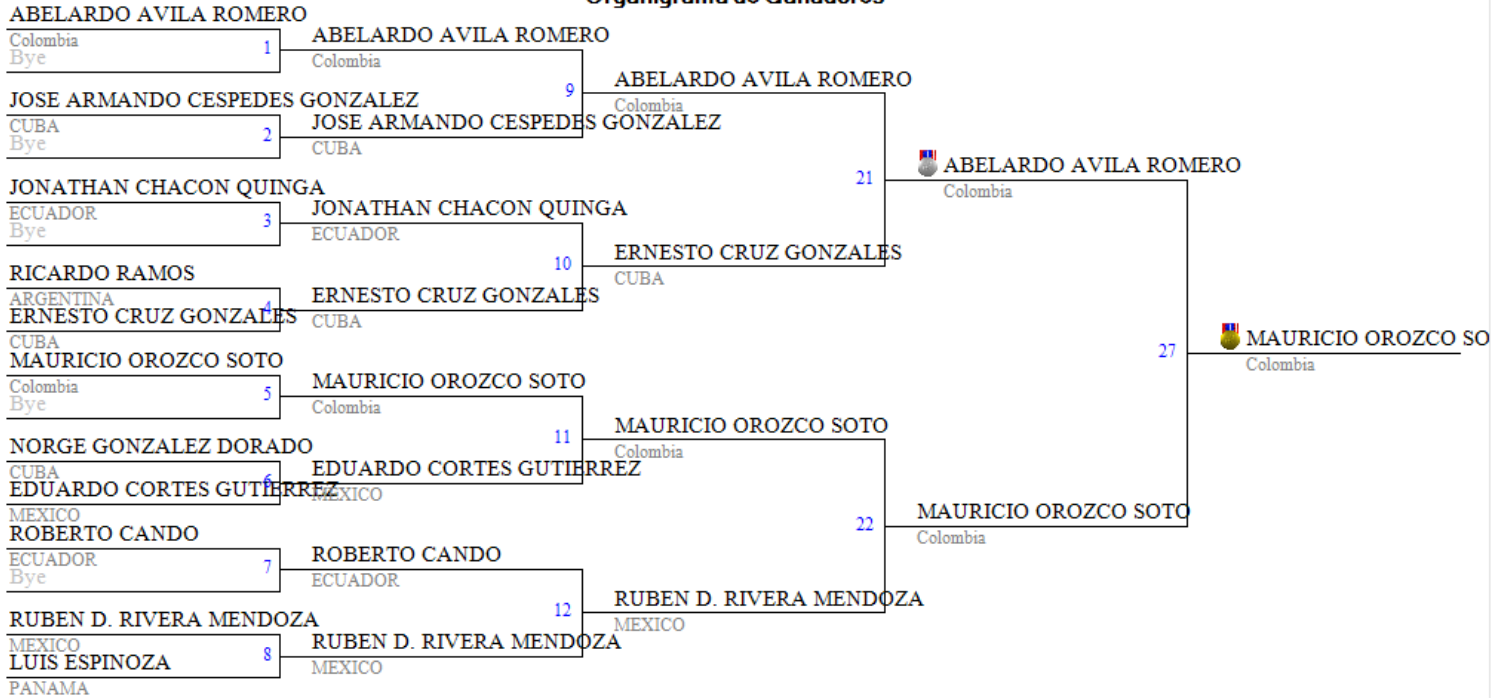 Organigrama de Ganadores
ABELARDO AVILA ROMERO
Colombia
Bye
1
JOSE ARMANDO CESPEDES GONZALEZ
CUBA
Bye
2
JONATHAN CHACON QUINGA
ECUADOR
Bye
3
RICARDO RAMOS
ARGENTINA
4
ERNESTO CRUZ GONZALES
CUBA
MAURICIO OROZCO SOTO
Colombia
Bye
5
NORGE GONZALEZ DORADO
CUBA
6
EDUARDO CORTES GUTIERREZ
MEXICO
ROBERTO CANDO
ECUADOR
Bye
7
RUBEN D. RIVERA MENDOZA
MEXICO
8
LUIS ESPINOZA
PANAMA
ABELARDO AVILA ROMERO
Colombia
9
JOSE ARMANDO CESPEDES GONZALEZ
CUBA
JONATHAN CHACON QUINGA
ECUADOR
10
ERNESTO CRUZ GONZALES
CUBA
MAURICIO OROZCO SOTO
Colombia
11
EDUARDO CORTES GUTIERREZ
MEXICO
ROBERTO CANDO
ECUADOR
12
RUBEN D. RIVERA MENDOZA
MEXICO
ABELARDO AVILA ROMERO
Colombia
21
ERNESTO CRUZ GONZALES
CUBA
MAURICIO OROZCO SOTO
Colombia
22
RUBEN D. RIVERA MENDOZA
MEXICO
ABELARDO AVILA ROMERO
Colombia
27
MAURICIO OROZCO SOTO
Colombia
MAURICIO OROZCO SO
Colombia